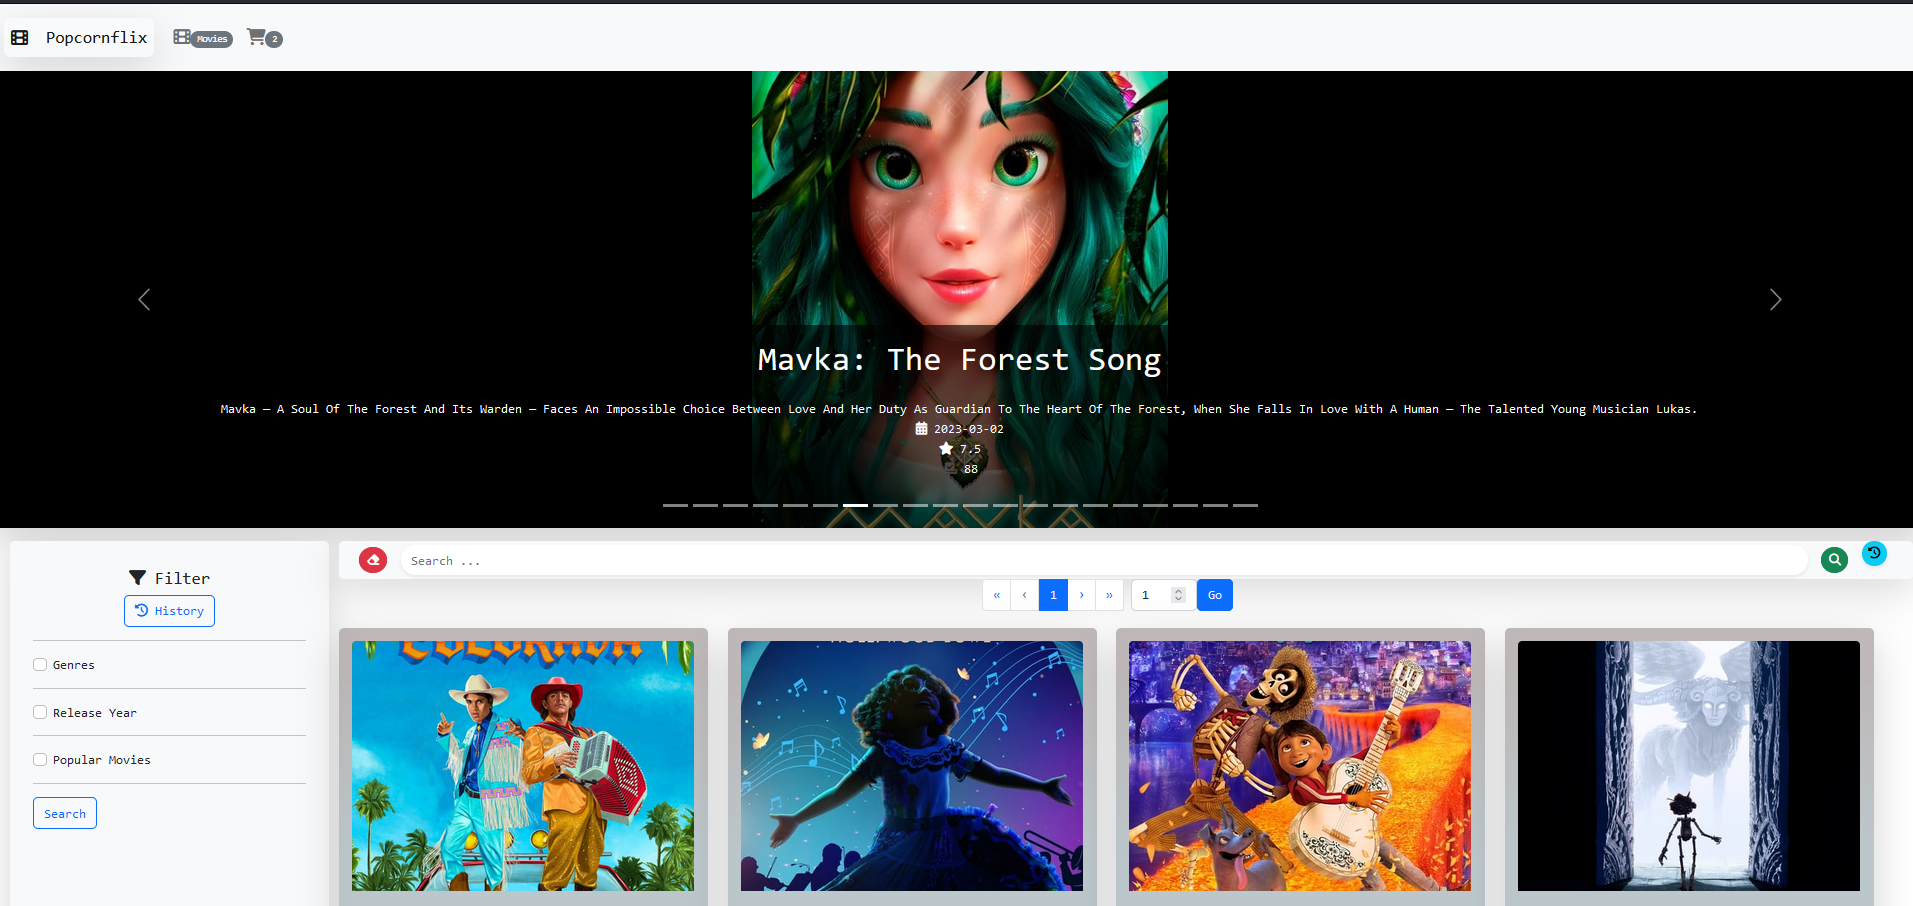 Popcornflix
Movies
2
Mavka: The Forest Song
Mavka — A Soul Of The Forest And Its Warden — Faces An Impossible Choice Between Love And Her Duty As Guardian To The Heart Of The Forest, When She Falls In Love With A Human — The Talented Young Musician Lukas.
2023-03-02
7.5
88
Filter
History
Genres
Release Year
Popular Movies
Search
Search ...
« ‹ 1 › » 1 Go